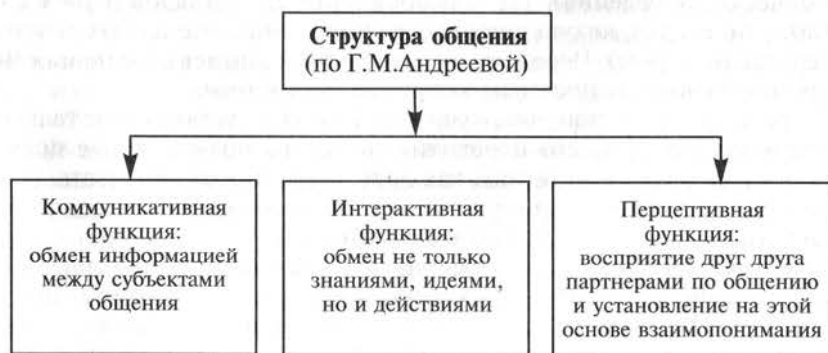 Структура общения
(по Г.М.Андреевой)
Коммуникативная
функция:
обмен информацией
между субъектами
общения
Интерактивная
функция:
обмен не только
знаниями, идеями,
но и действиями
Перцептивная
функция:
восприятие друг друга
партнерами по общению
и установление на этой
основе взаимопонимания